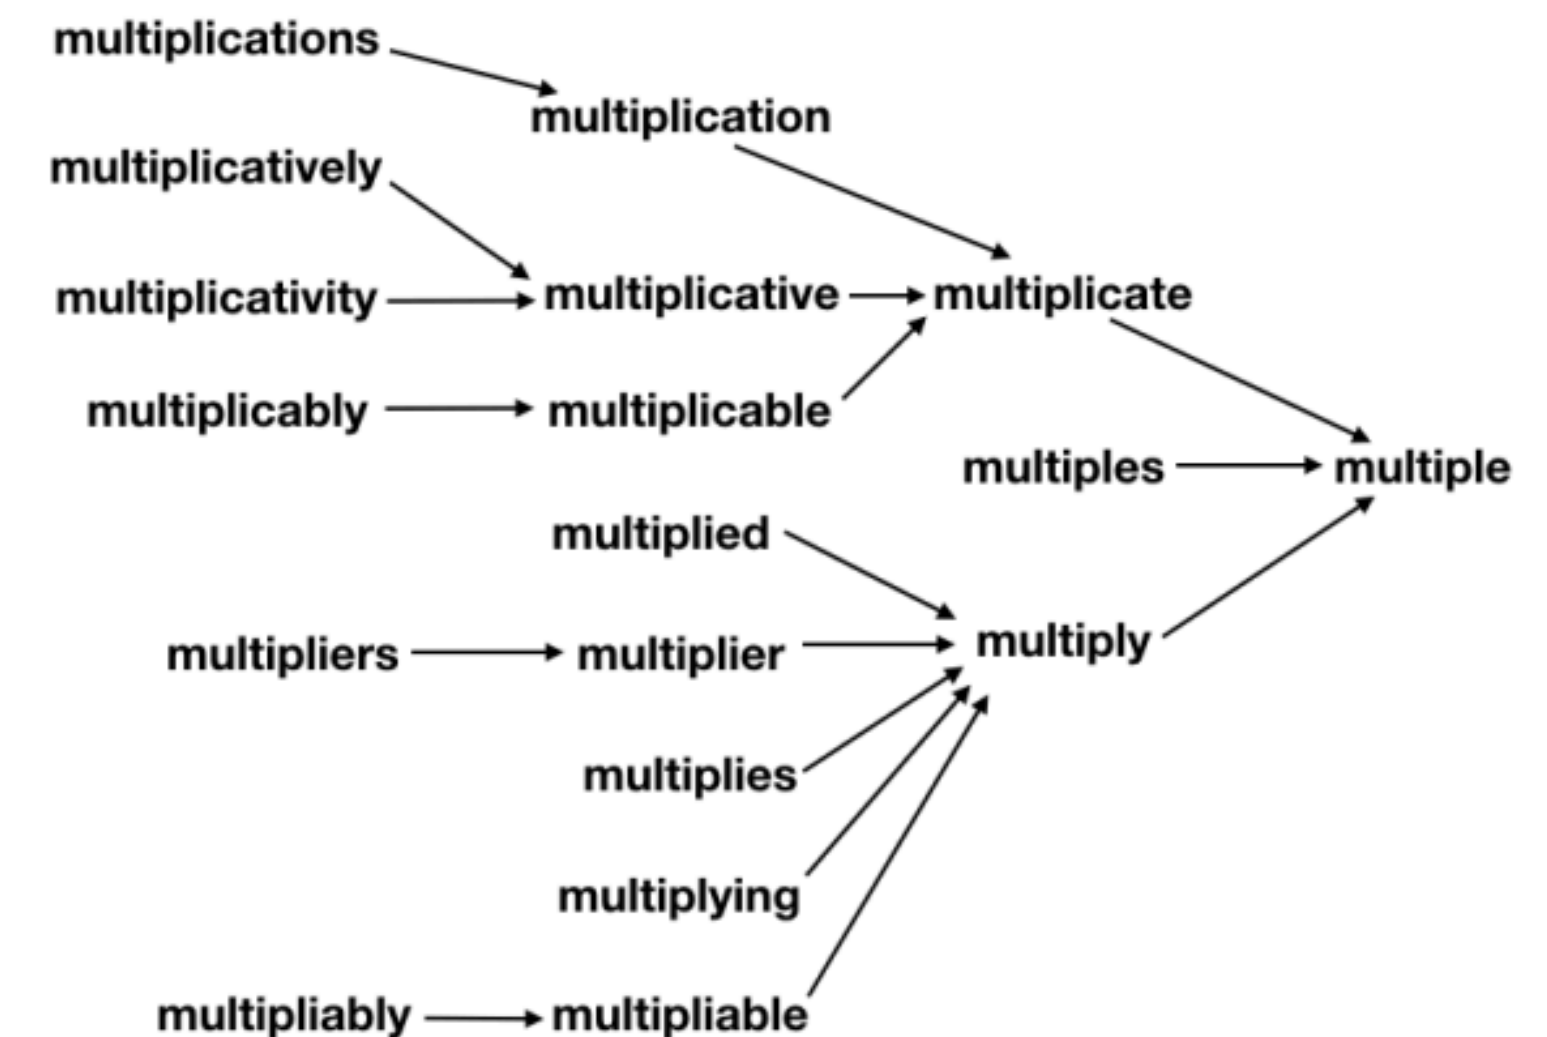 multiplications
multiplication
multiplicatively
multiplicativity
multiplicative
multiplicate
multiplicably
multiplicable
multiples
multiple
multiplied
multipliers
multiplier
multiply
multiplies
multiplying
multipliably
multipliable